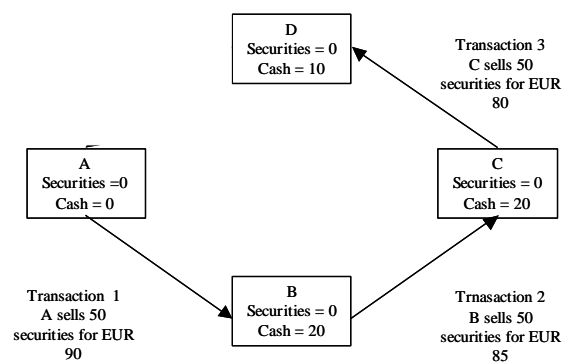 D
Securities = 0
Cash = 10
Transaction 3
C sells 50
securities for EUR
80
A
Securities =0
Cash = 0
C
Securities = 0
Cash = 20
Transaction 1
A sells 50
securities for EUR
90
B
Securities = 0
Cash = 20
Trnasaction 2
B sells 50
securities for EUR
85